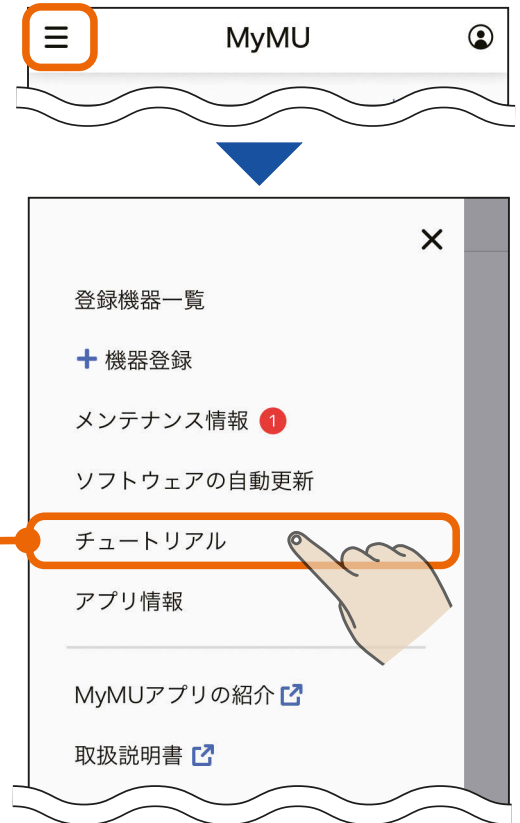 MyMU
登録機器一覧
機器登録
メンテナンス情報 1
ソフトウェアの自動更新
チュートリアル
アプリ情報
MyMUアプリの紹介
取扱説明書